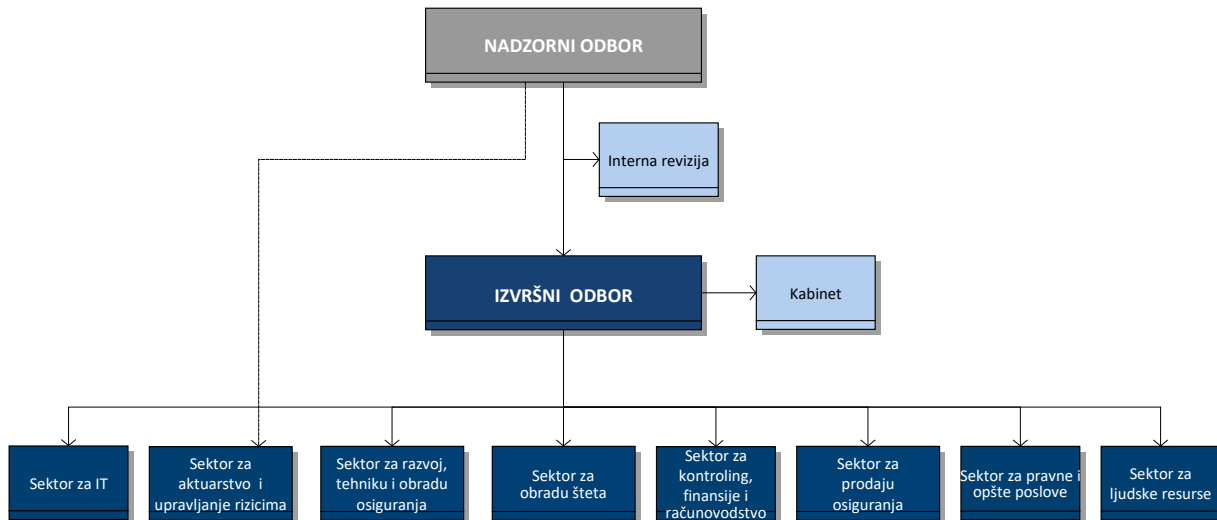 NADZORNI ODBOR
Interna revizija
IZVRŠNI ODBOR
Kabinet
Sektor za IT
Sektor za
aktuarstvo i
upravljanje rizicima
Sektor za razvoj,
tehniku i obradu
osiguranja
Sektor za
obradu šteta
Sektor za
kontroling,
finansije i
računovodstvo
Sektor za
prodaju
osiguranja
Sektor za pravne i
opšte poslove
Sektor za
ljudske resurse